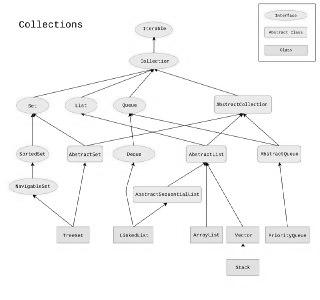 Collections
Iterable
Interface
Abstract Class
Class
Collection
Set
List
Queue
AbstractCollection
SortedSet
AbstractSet
Deque
AbstractList
AbstractQueue
NavigableSet
AbstractSequentialList
TreeSet
LinkedList
ArrayList
Vector
PriorityQueue
Stack